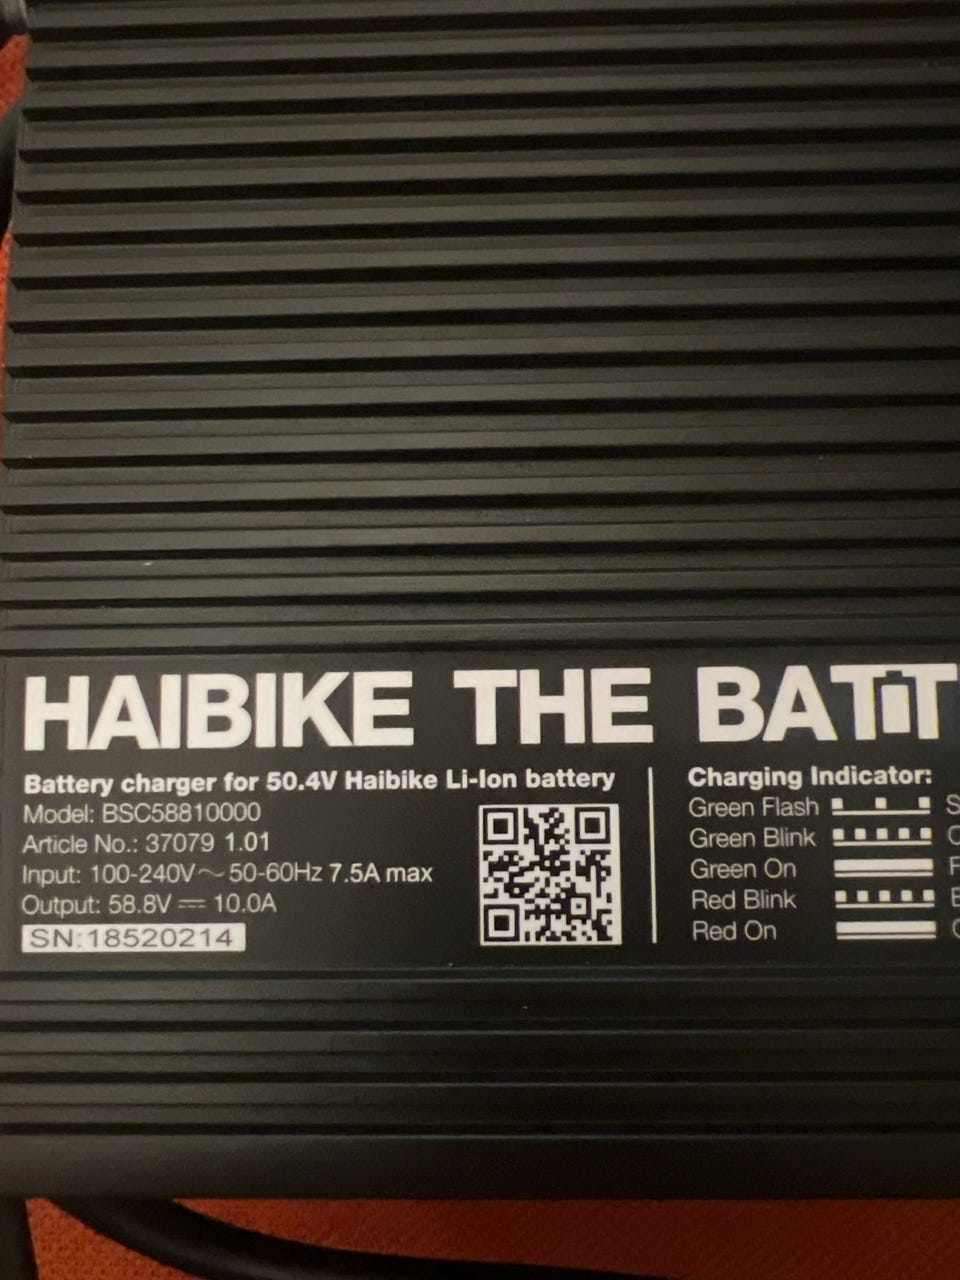 HAIBIKE THE BATT
Battery charger for 50.4V Haibike Li-Ion battery
Model: BSC58810000
Article No.: 37079 1.01
Input: 100-240V~50-60Hz 7.5A max
Output: 58.8V ⎓ 10.0A
SN:18520214
Charging Indicator:
Green Flash
Green Blink
Green On
Red Blink
Red On